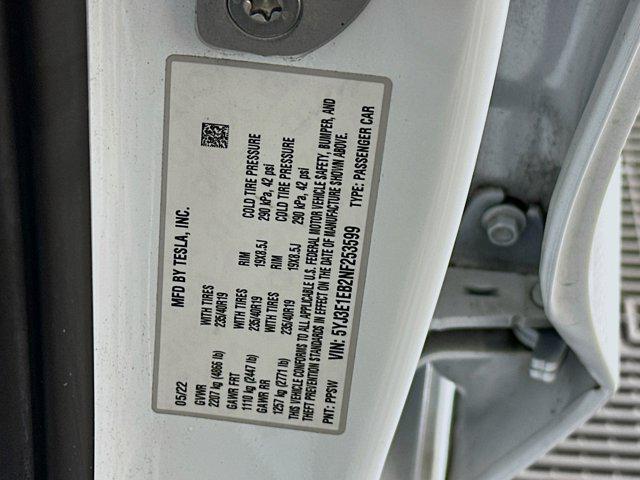 MFD BY TESLA, INC.
05/22
GVWR
2207 kg (4866 lb) WITH TIRES 235/40R19 RIM 19X8.5J COLD TIRE PRESSURE 290 kPa, 42 psi
GAWR FRT
1110 kg (2447 lb) WITH TIRES 235/40R19 RIM 19X8.5J COLD TIRE PRESSURE 290 kPa, 42 psi
GAWR RR
1257 kg (2771 lb) 235/40R19
THIS VEHICLE CONFORMS TO ALL APPLICABLE U.S. FEDERAL MOTOR VEHICLE SAFETY, BUMPER, AND
THEFT PREVENTION STANDARDS IN EFFECT ON THE DATE OF MANUFACTURE SHOWN ABOVE.
VIN: 5YJ3E1EB2NF253599
PNT: PPSW TYPE: PASSENGER CAR